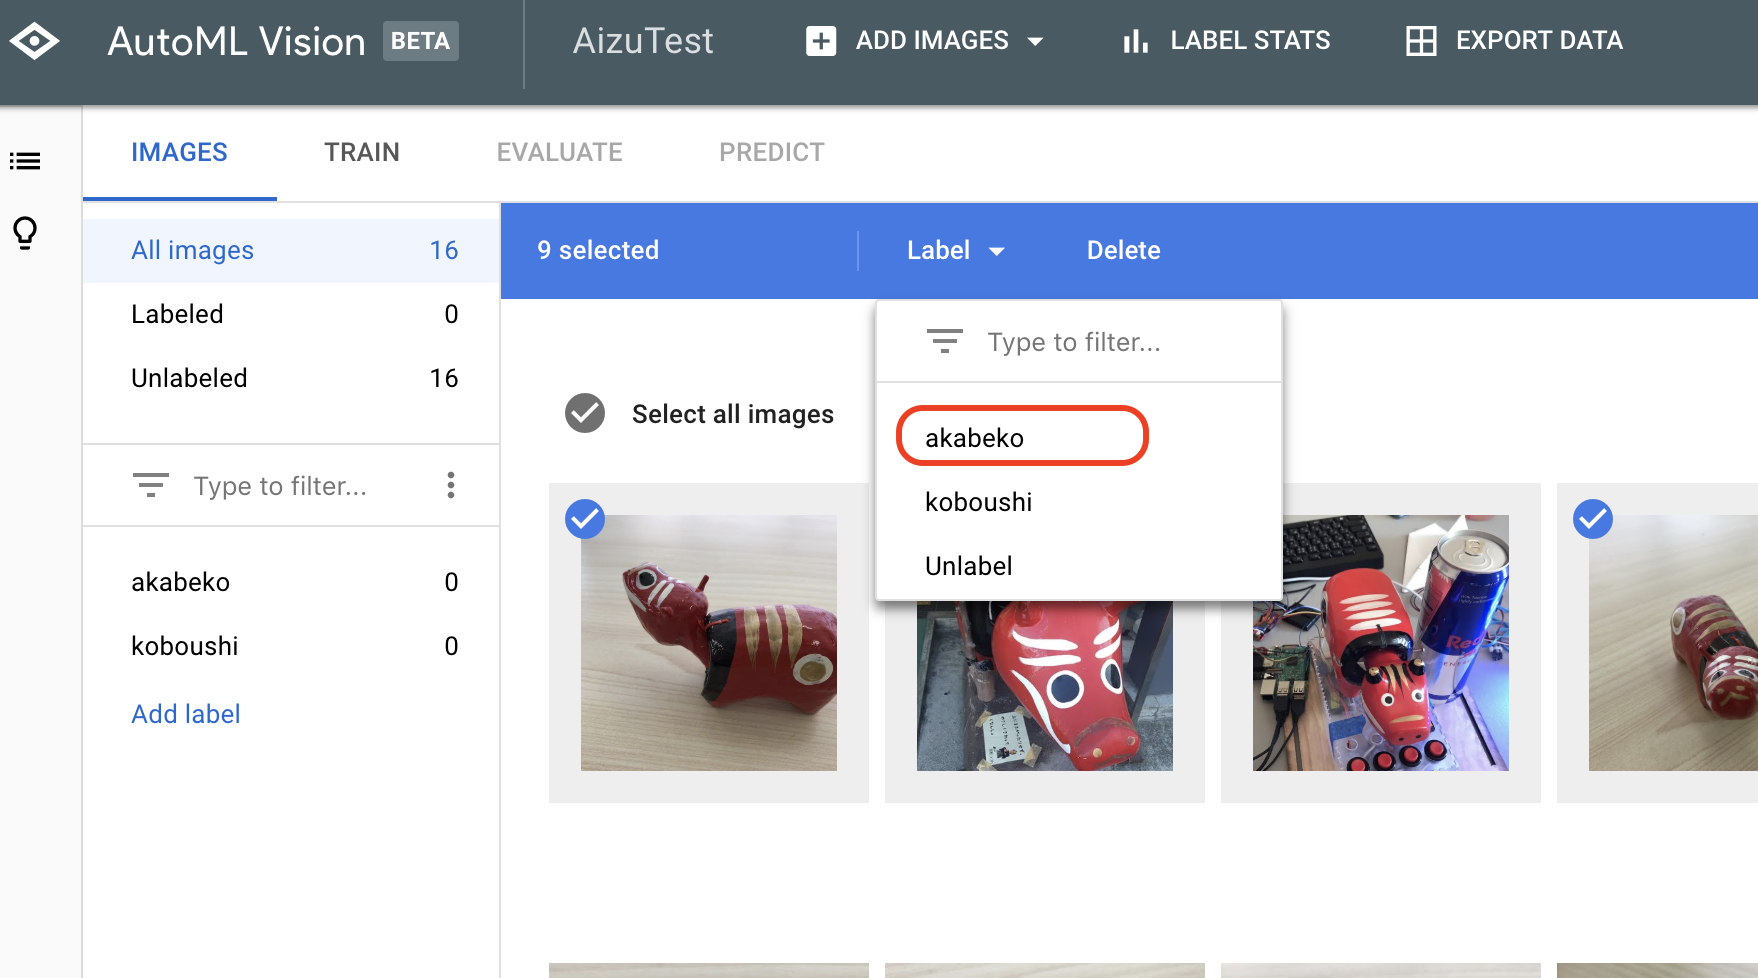 AutoML Vision BETA
AizuTest
ADD IMAGES
LABEL STATS
EXPORT DATA
IMAGES
TRAIN
EVALUATE
PREDICT
All images 16
Labeled 0
Unlabeled 16
Type to filter...
akabeko 0
koboushi 0
Add label
9 selected
Label
Delete
Type to filter...
akabeko
koboushi
Unlabel
Select all images